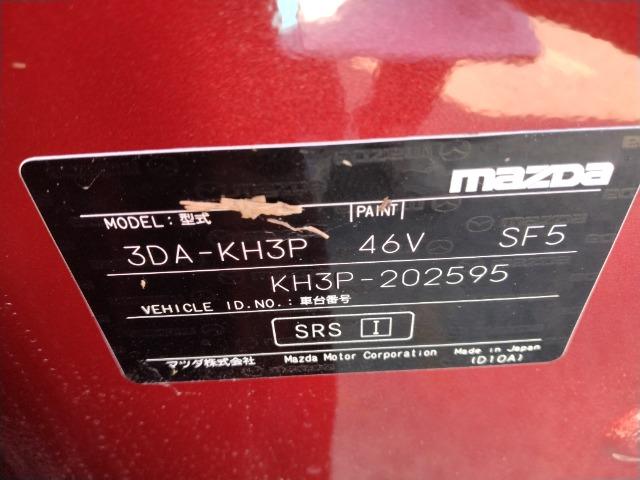 mazda
MODEL: 型式
PAINT
3DA-KH3P 46V SF5
KH3P-202595
VEHICLE ID.NO.: 車台番号
SRS I
マツダ株式会社 Mazda Motor Corporation Made in Japan
(D10A)